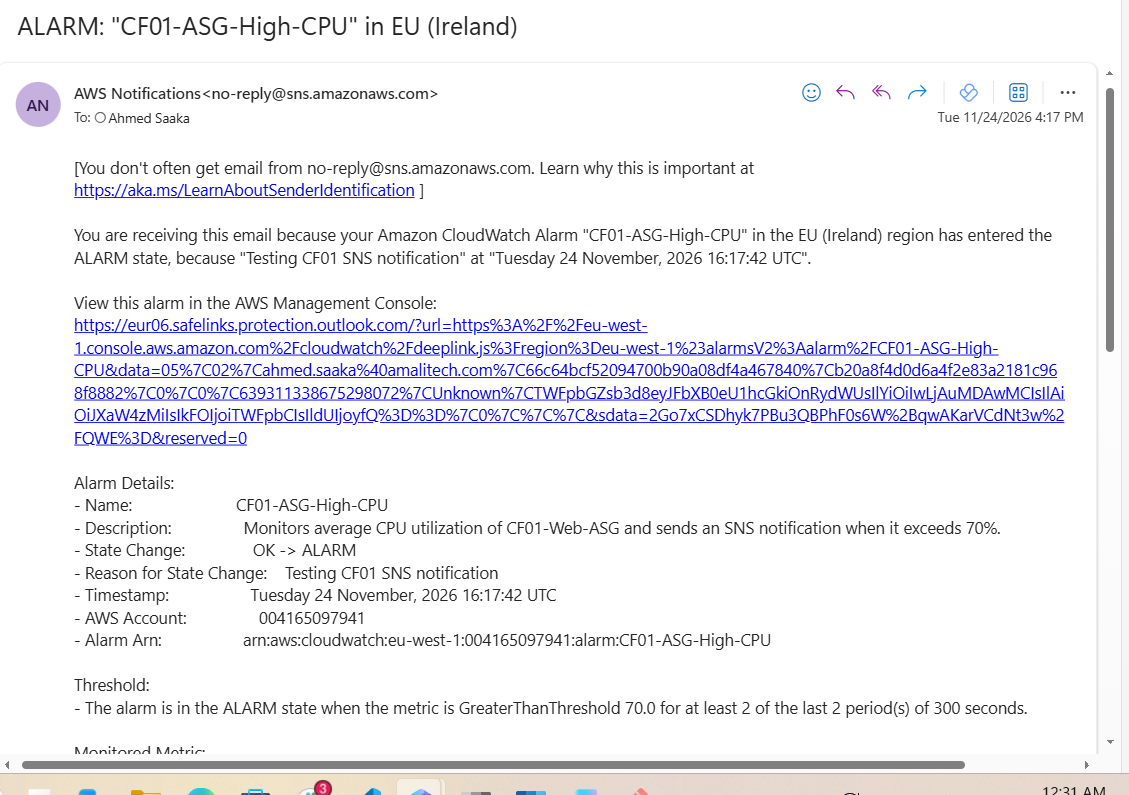 ALARM: "CF01-ASG-High-CPU" in EU (Ireland)
AN
AWS Notifications<no-reply@sns.amazonaws.com>
To: Ahmed Saaka
Tue 11/24/2026 4:17 PM
[You don't often get email from no-reply@sns.amazonaws.com. Learn why this is important at
https://aka.ms/LearnAboutSenderIdentification ]
You are receiving this email because your Amazon CloudWatch Alarm "CF01-ASG-High-CPU" in the EU (Ireland) region has entered the
ALARM state, because "Testing CF01 SNS notification" at "Tuesday 24 November, 2026 16:17:42 UTC".
View this alarm in the AWS Management Console:
https://eur06.safelinks.protection.outlook.com/?url=https%3A%2F%2Feu-west-
1.console.aws.amazon.com%2Fcloudwatch%2Fdeeplink.js%3Fregion%3Deu-west-1%23alarmsV2%3Aalarm%2FCF01-ASG-High-
CPU&data=05%7C02%7Cahmed.saaka%40amalitech.com%7C66c64bcf52094700b90a08df4a467840%7Cb20a8f4d0d6a4f2e83a2181c96
8f8882%7C0%7C0%7C639311338675298072%7CUnknown%7CTWFpbGZsb3d8eyJFbXB0eU1hcGkiOnRydWUsIlYiOiIwLjAuMDAwMCIsIlAi
OiJXaW4zMiIsIkFOIjoiTWFpbCIsIldUIjoyfQ%3D%3D%7C0%7C%7C%7C&sdata=2Go7xCSDhyk7PBu3QBPhF0s6W%2BqwAKarVCdNt3w%2
FQWE%3D&reserved=0
Alarm Details:
- Name: CF01-ASG-High-CPU
- Description: Monitors average CPU utilization of CF01-Web-ASG and sends an SNS notification when it exceeds 70%.
- State Change: OK -> ALARM
- Reason for State Change: Testing CF01 SNS notification
- Timestamp: Tuesday 24 November, 2026 16:17:42 UTC
- AWS Account: 004165097941
- Alarm Arn: arn:aws:cloudwatch:eu-west-1:004165097941:alarm:CF01-ASG-High-CPU
Threshold:
- The alarm is in the ALARM state when the metric is GreaterThanThreshold 70.0 for at least 2 of the last 2 period(s) of 300 seconds.
Monitored Metric:
3
12:31 AM